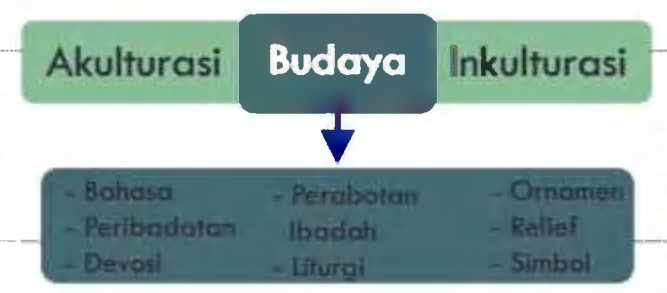 Akulturasi Budaya Inkulturasi
- Bahasa
- Peribadatan
- Devosi
- Perabotan
Ibadah
- Liturgi
- Ornamen
- Relief
- Simbol